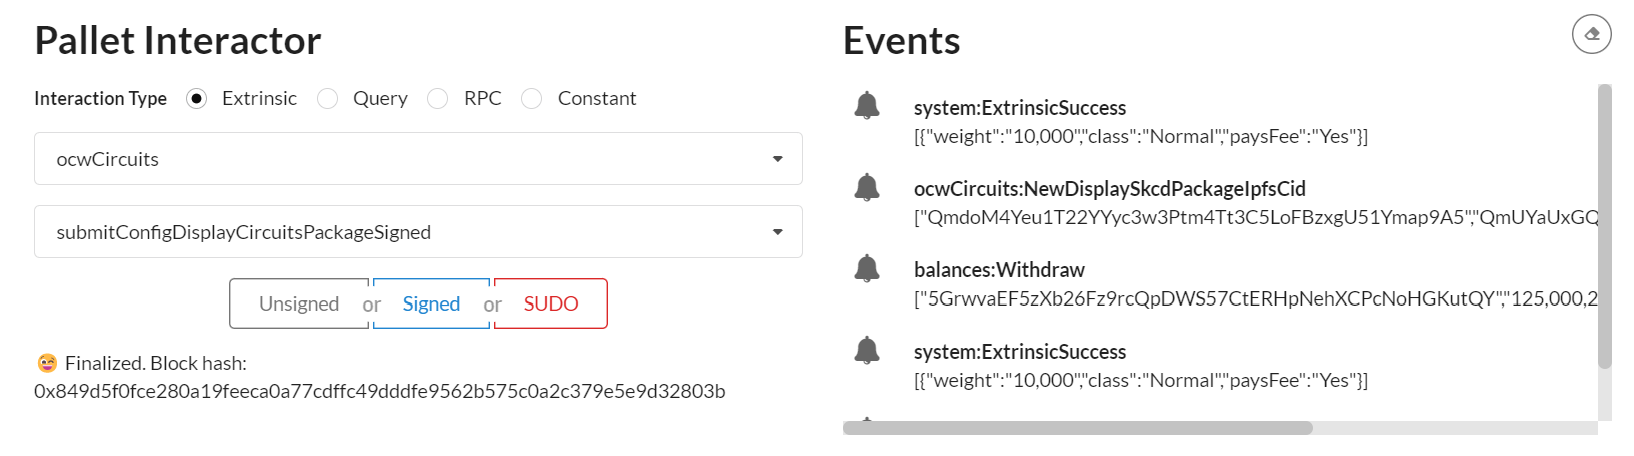 Pallet Interactor
Interaction Type Extrinsic Query RPC Constant
ocwCircuits
submitConfigDisplayCircuitsPackageSigned
Unsigned or Signed or SUDO
Finalized. Block hash:
0x849d5f0fce280a19feeca0a77cdffc49dddfe9562b575c0a2c379e5e9d32803b
Events
system:ExtrinsicSuccess
[{"weight":"10,000","class":"Normal","paysFee":"Yes"}]
ocwCircuits:NewDisplaySkcdPackageIpfsCid
["QmdoM4Yeu1T22YYyc3w3Ptm4Tt3C5LoFBzxgU51Ymap9A5","QmUYaUxGQ
balances:Withdraw
["5GrwvaEF5zXb26Fz9rcQpDWS57CtERHpNehXCPcNoHGKutQY","125,000,2
system:ExtrinsicSuccess
[{"weight":"10,000","class":"Normal","paysFee":"Yes"}]